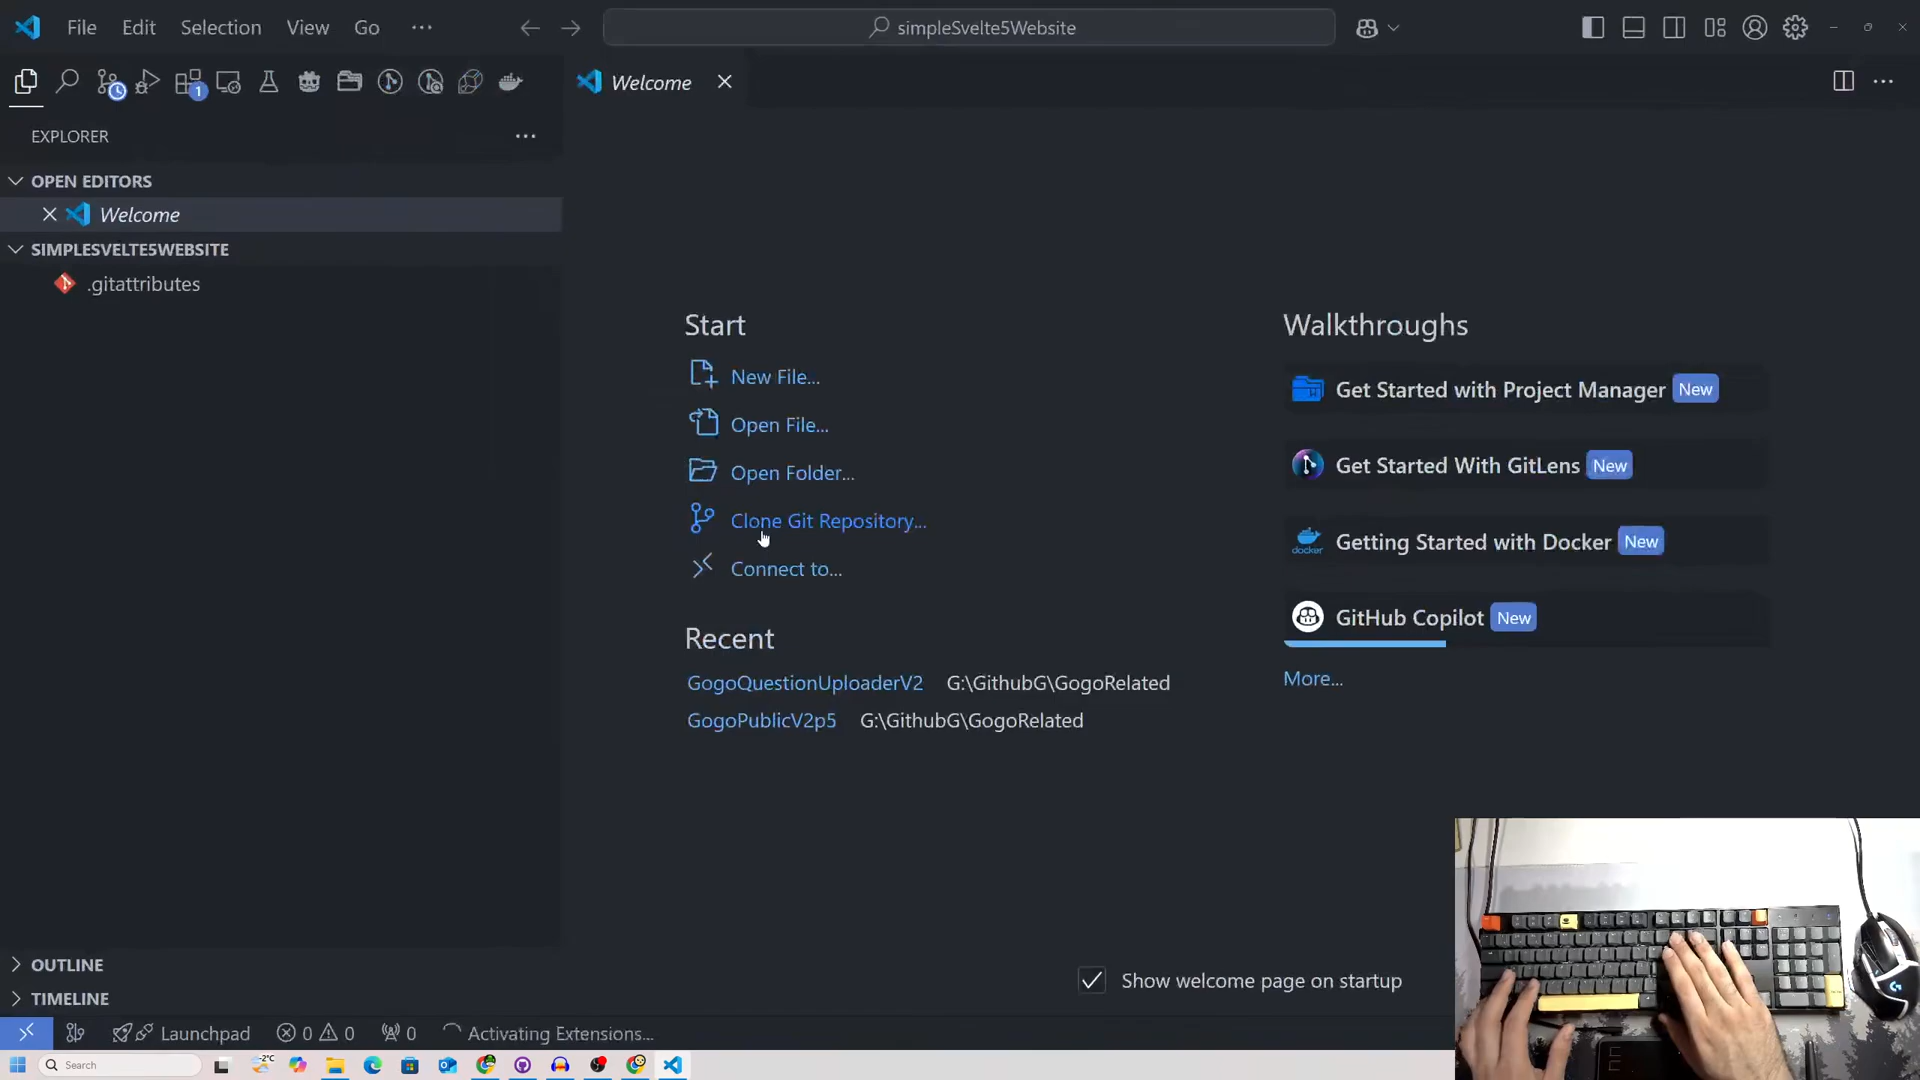 File Edit Selection View Go ··· simpleSvelte5Website
1
Welcome
EXPLORER
OPEN EDITORS
Welcome
SIMPLESVELTE5WEBSITE
.gitattributes
Start
New File...
Open File...
Open Folder...
Clone Git Repository...
Connect to...
Recent
GogoQuestionUploaderV2 G:\GithubG\GogoRelated
GogoPublicV2p5 G:\GithubG\GogoRelated
Walkthroughs
Get Started with Project Manager New
Get Started With GitLens New
docker Getting Started with Docker New
GitHub Copilot New
More...
Show welcome page on startup
OUTLINE
TIMELINE
Launchpad 0 0 0 Activating Extensions...
Search -2°C